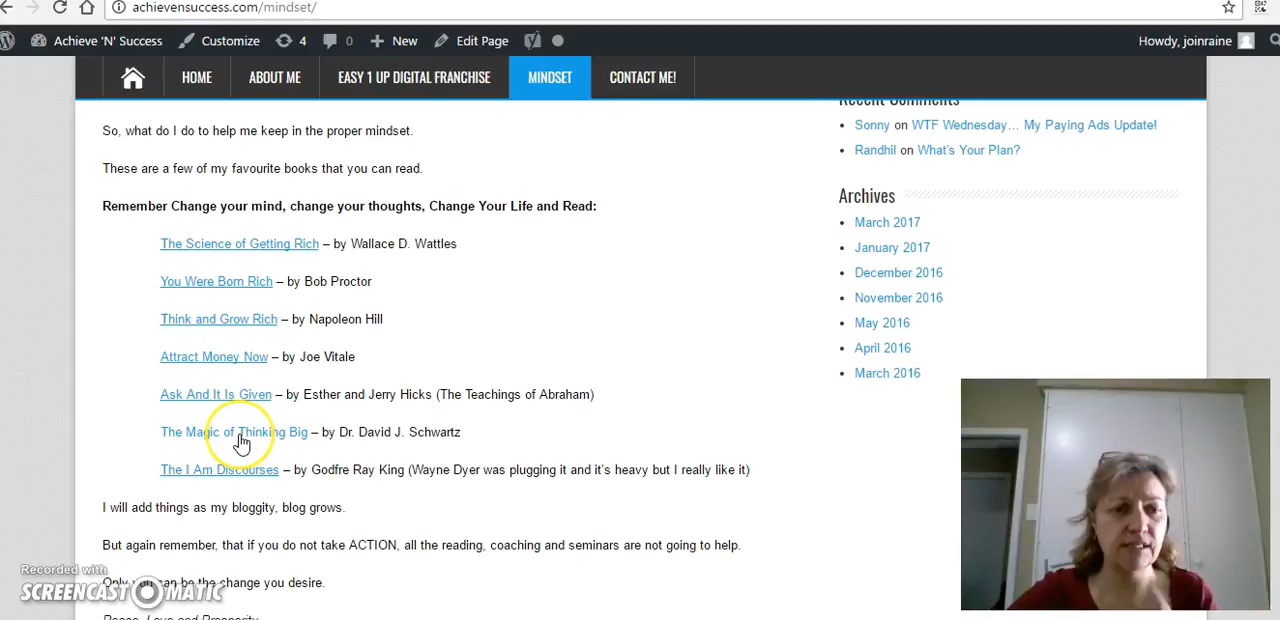 achievensuccess.com/mindset/
Achieve 'N' Success Customize 4 0 New Edit Page Howdy, joinraine
HOME ABOUT ME EASY 1 UP DIGITAL FRANCHISE MINDSET CONTACT ME!
So, what do I do to help me keep in the proper mindset.
These are a few of my favourite books that you can read.
Remember Change your mind, change your thoughts, Change Your Life and Read:
The Science of Getting Rich – by Wallace D. Wattles
You Were Born Rich – by Bob Proctor
Think and Grow Rich – by Napoleon Hill
Attract Money Now – by Joe Vitale
Ask And It Is Given – by Esther and Jerry Hicks (The Teachings of Abraham)
The Magic of Thinking Big – by Dr. David J. Schwartz
The I Am Discourses – by Godfre Ray King (Wayne Dyer was plugging it and it's heavy but I really like it)
I will add things as my bloggity, blog grows.
But again remember, that if you do not take ACTION, all the reading, coaching and seminars are not going to help.
Only you can be the change you desire.
Peace, Love and Prosperity
Recent Comments
Sonny on WTF Wednesday… My Paying Ads Update!
Randhil on What's Your Plan?
Archives
March 2017
January 2017
December 2016
November 2016
May 2016
April 2016
March 2016
Recorded with
SCREENCAST MATIC